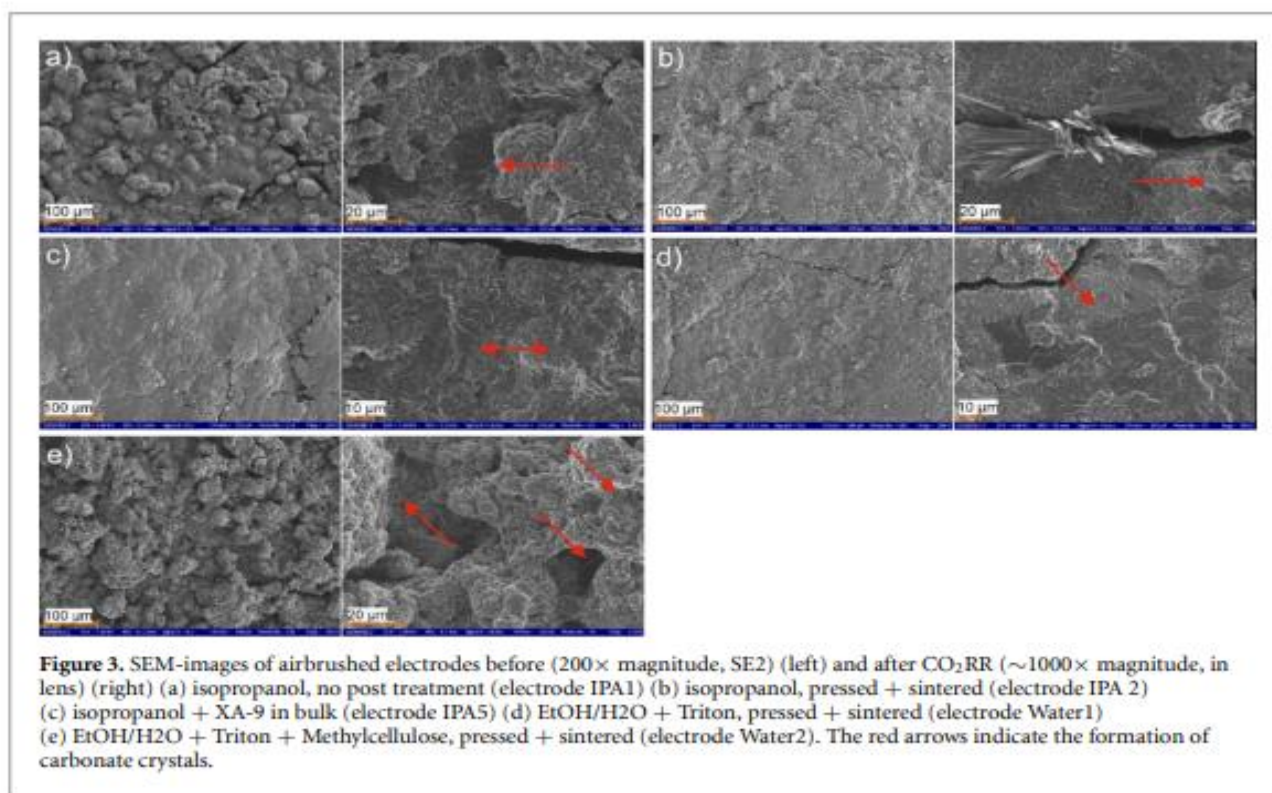 a)
100 µm
20 µm
b)
100 µm
20 µm
c)
100 µm
10 µm
d)
100 µm
10 µm
e)
100 µm
20 µm
Figure 3. SEM-images of airbrushed electrodes before (200× magnitude, SE2) (left) and after CO₂RR (~1000× magnitude, in
lens) (right) (a) isopropanol, no post treatment (electrode IPA1) (b) isopropanol, pressed + sintered (electrode IPA 2)
(c) isopropanol + XA-9 in bulk (electrode IPA5) (d) EtOH/H2O + Triton, pressed + sintered (electrode Water1)
(e) EtOH/H2O + Triton + Methylcellulose, pressed + sintered (electrode Water2). The red arrows indicate the formation of
carbonate crystals.